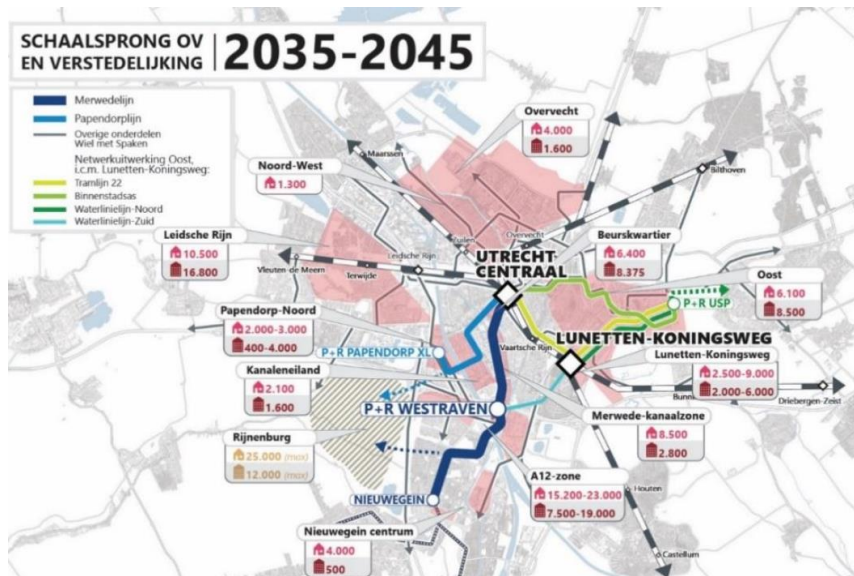 SCHAALSPRONG OV
EN VERSTEDELIJKING
2035-2045
Merwedelijn
Papendorplijn
Overige onderdelen
Wiel met Spaken
Netwerkuitwerking Oost,
i.c.m. Lunetten-Koningsweg:
Tramlijn 22
Binnenstadsas
Waterlinielijn-Noord
Waterlinielijn-Zuid
Overvecht
4.000
1.600
Maarssen
Noord-West
1.300
Bilthoven
Leidsche Rijn
10.500
16.800
Overvecht
Zuilen
Leidsche Rijn
Vleuten-de Meern
Terwijde
Beurskwartier
6.400
8.375
UTRECHT
CENTRAAL
Oost
6.100
8.500
P+R USP
Papendorp-Noord
2.000-3.000
400-4.000
P+R PAPENDORP XL
Vaartsche Rijn
LUNETTEN-KONINGSWEG
Lunetten-Koningsweg
2.500-9.000
2.000-6.000
Bunni
Driebergen-Zeist
Kanaleneiland
2.100
1.600
P+R WESTRAVEN
Merwede-kanaalzone
8.500
2.800
Rijnenburg
25.000 (max)
12.000 (max)
A12-zone
15.200-23.000
7.500-19.000
NIEUWEGEIN
Houten
Nieuwegein centrum
4.000
500
Castellum